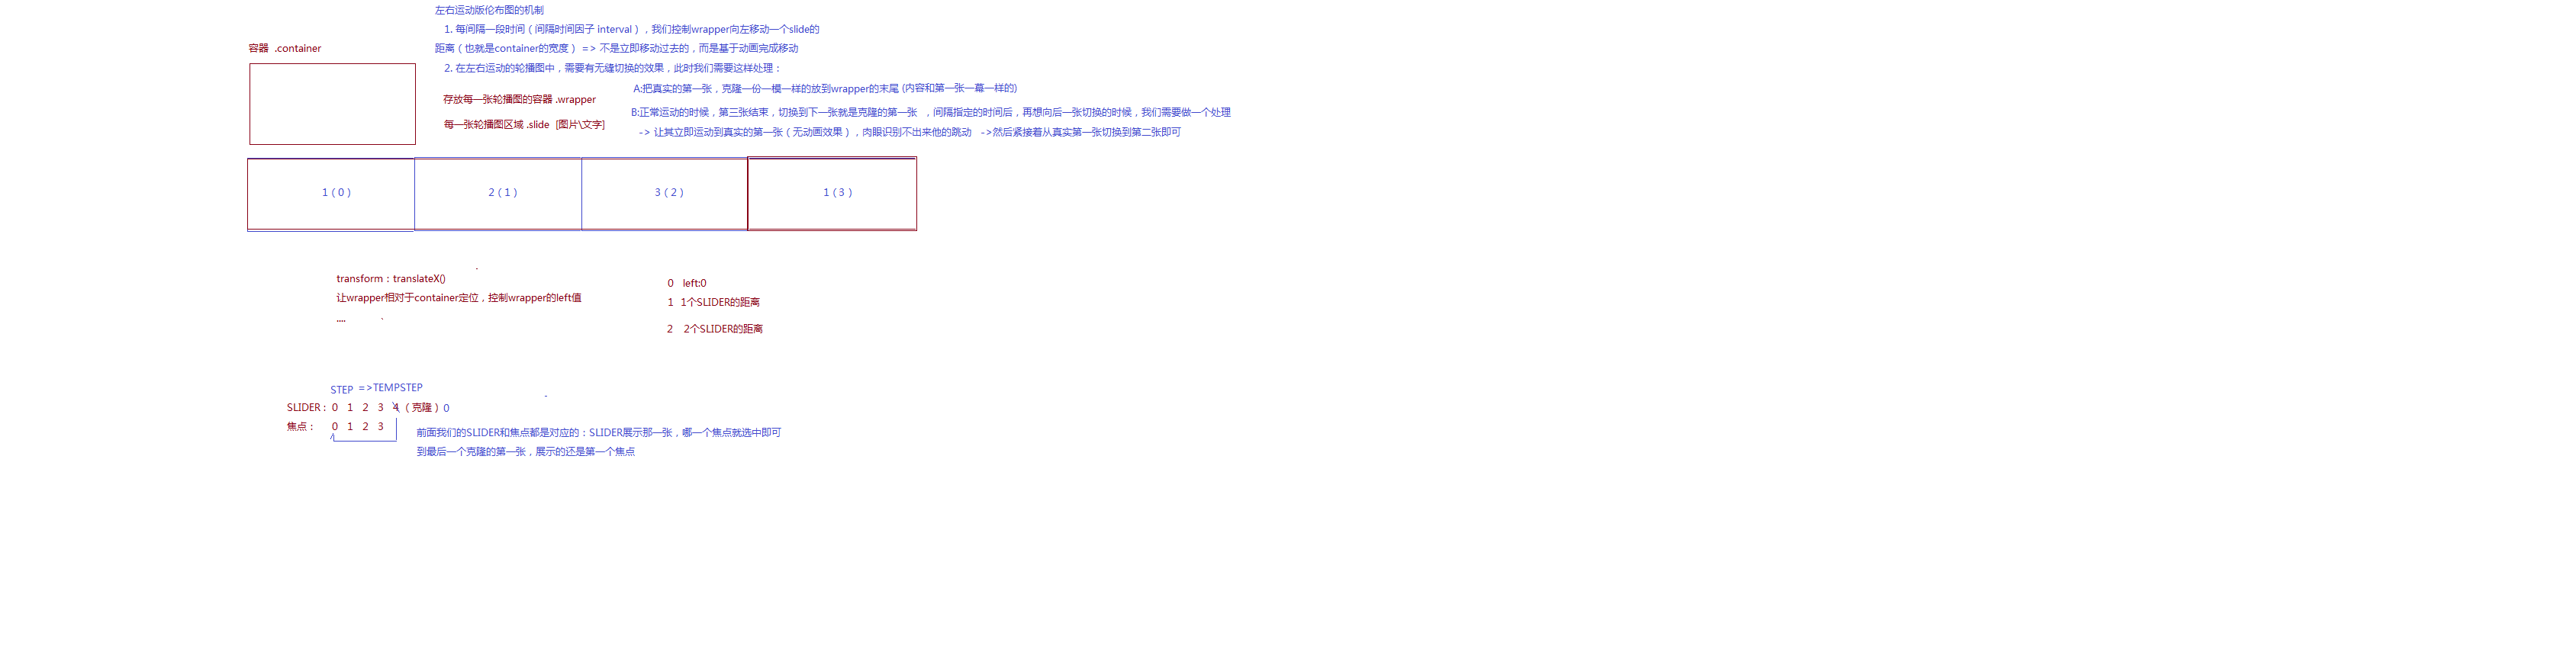 左右运动版伦布图的机制
1. 每间隔一段时间（间隔时间因子 interval），我们控制wrapper向左移动一个slide的
距离（也就是container的宽度） => 不是立即移动过去的，而是基于动画完成移动
2. 在左右运动的轮播图中，需要有无缝切换的效果，此时我们需要这样处理：
A:把真实的第一张，克隆一份一模一样的放到wrapper的末尾 (内容和第一张一幕一样的)
B:正常运动的时候，第三张结束，切换到下一张就是克隆的第一张 ，间隔指定的时间后，再想向后一张切换的时候，我们需要做一个处理
-> 让其立即运动到真实的第一张（无动画效果），肉眼识别不出来他的跳动 ->然后紧接着从真实第一张切换到第二张即可
容器 .container
存放每一张轮播图的容器 .wrapper
每一张轮播图区域 .slide [图片\文字]
1（0） 2（1） 3（2） 1（3）
transform：translateX()
让wrapper相对于container定位，控制wrapper的left值
....
0 left:0
1 1个SLIDER的距离
2 2个SLIDER的距离
STEP =>TEMPSTEP
SLIDER： 0 1 2 3 4（克隆）0
焦点： 0 1 2 3
前面我们的SLIDER和焦点都是对应的：SLIDER展示那一张，哪一个焦点就选中即可
到最后一个克隆的第一张，展示的还是第一个焦点